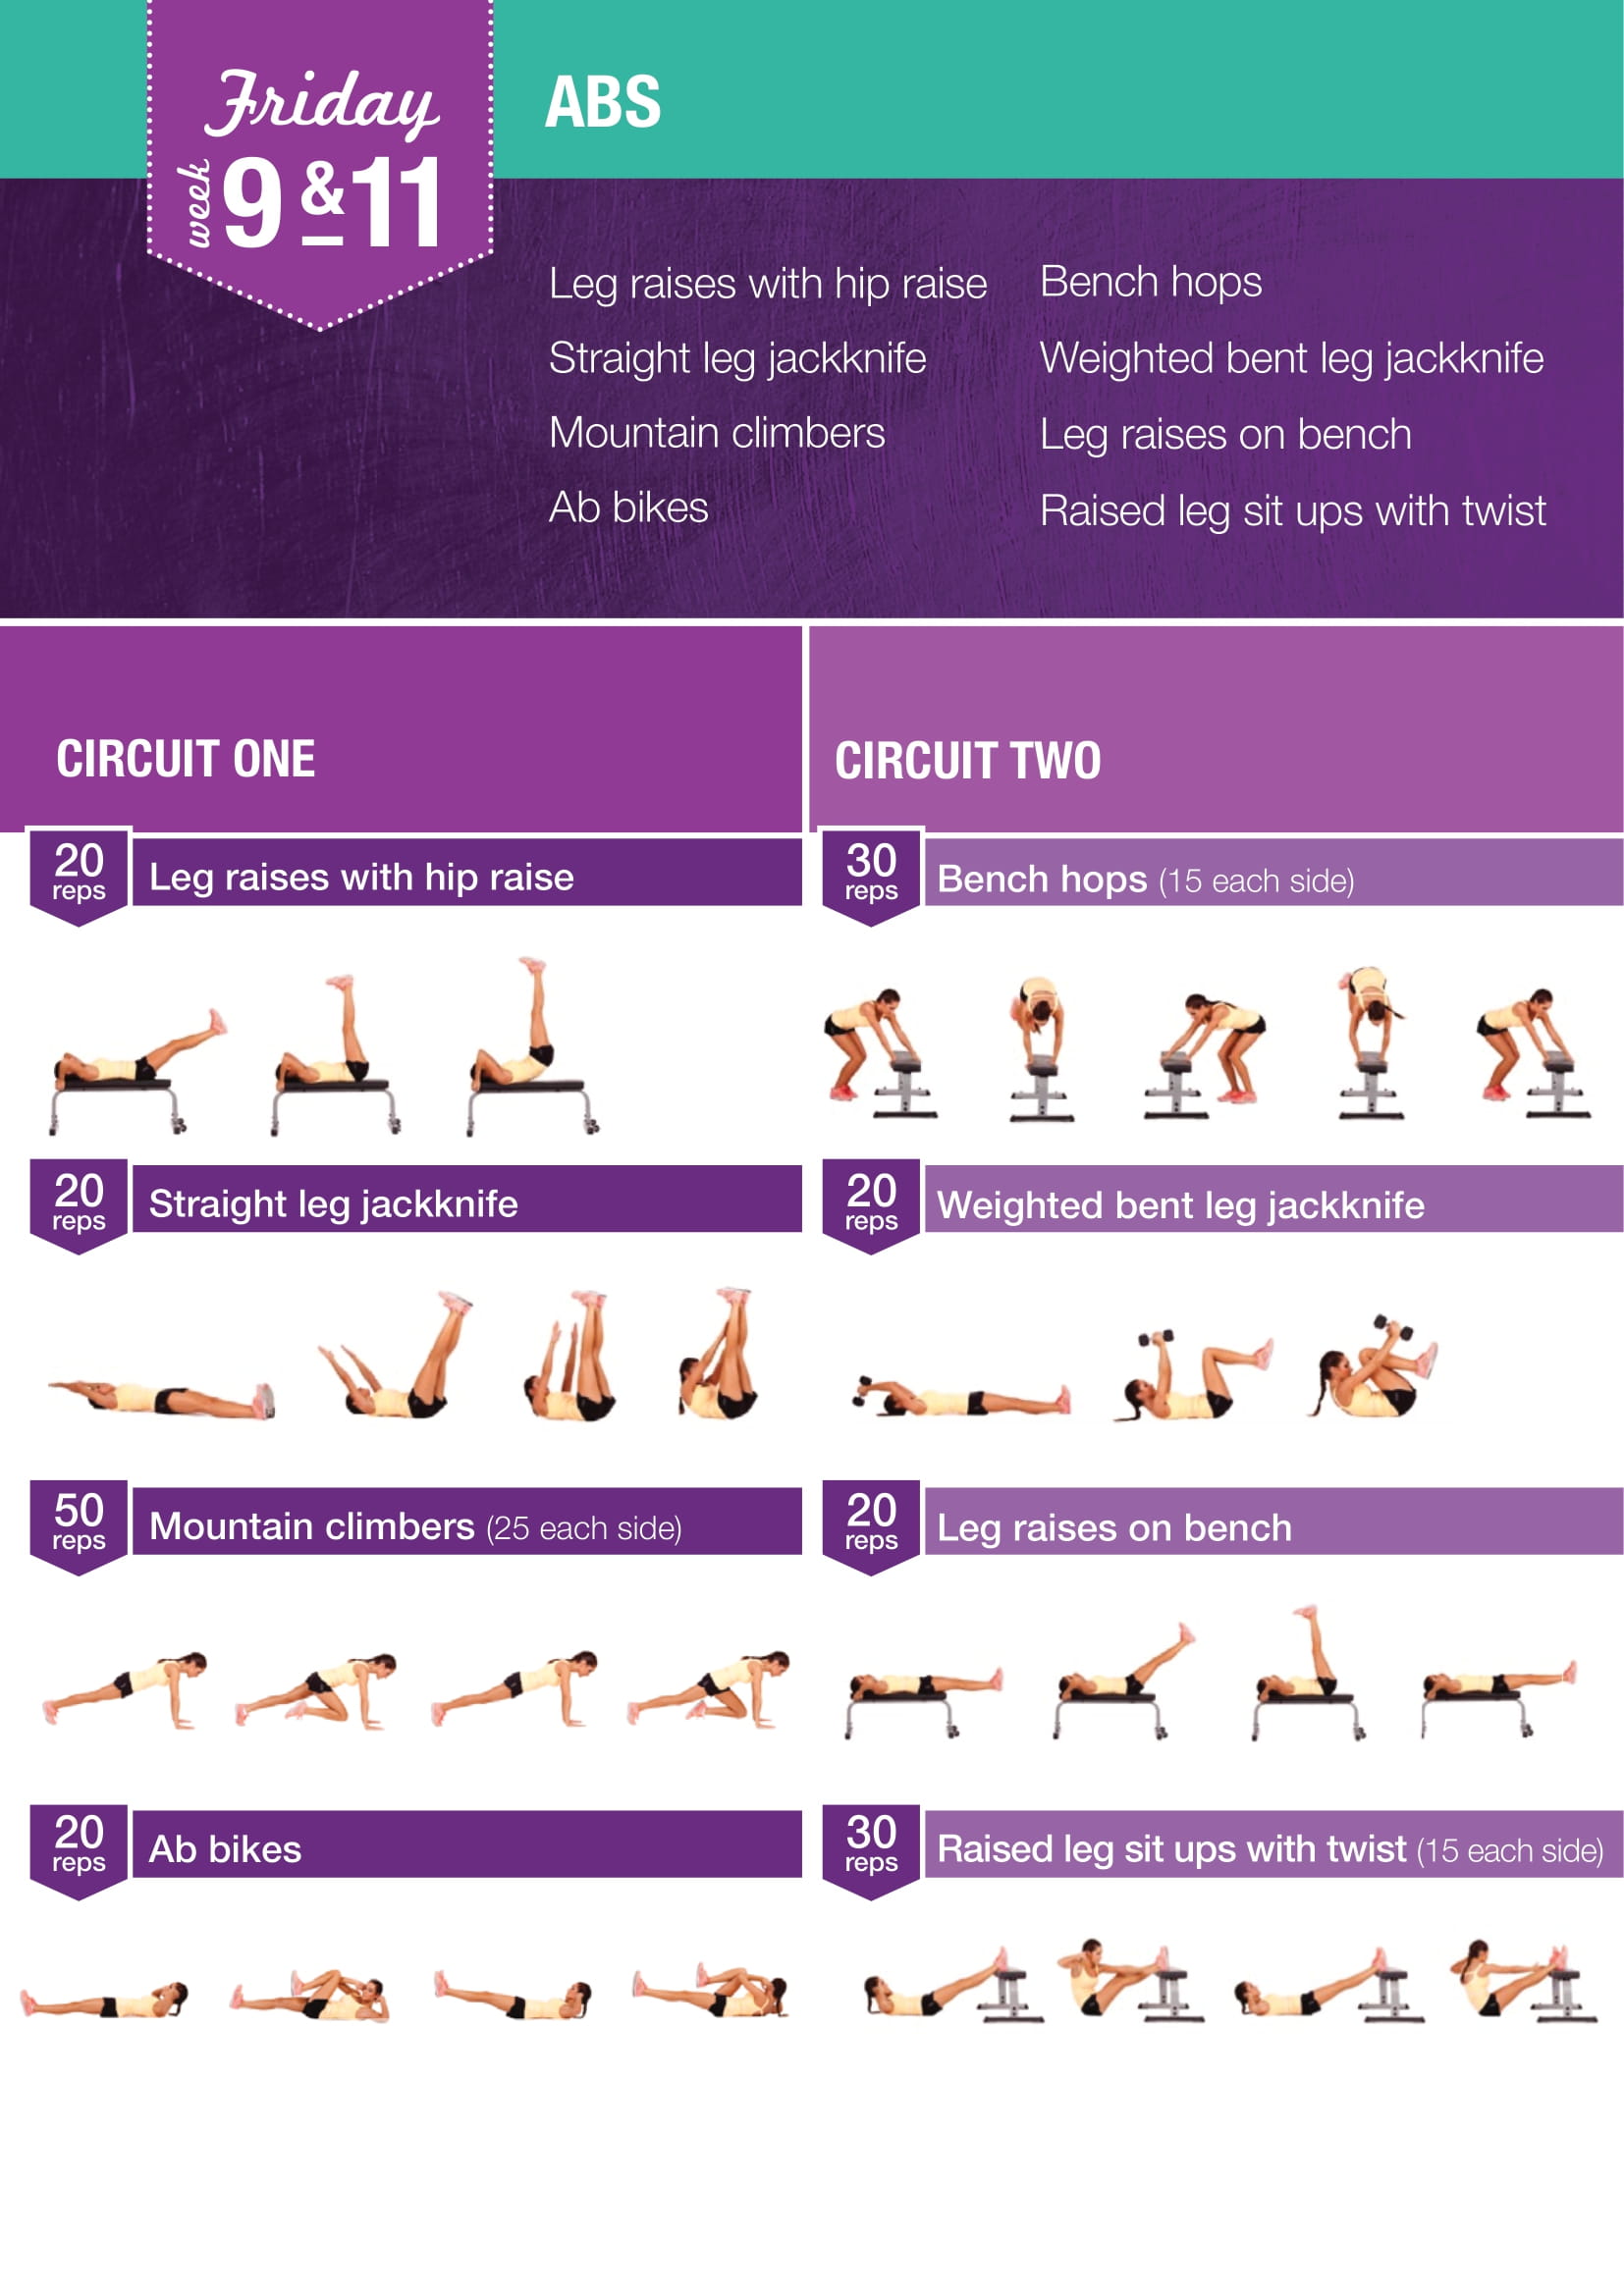 Friday
week 9 & 11
ABS
Leg raises with hip raise
Straight leg jackknife
Mountain climbers
Ab bikes
Bench hops
Weighted bent leg jackknife
Leg raises on bench
Raised leg sit ups with twist
CIRCUIT ONE
20 reps
Leg raises with hip raise
20 reps
Straight leg jackknife
50 reps
Mountain climbers (25 each side)
20 reps
Ab bikes
CIRCUIT TWO
30 reps
Bench hops (15 each side)
20 reps
Weighted bent leg jackknife
20 reps
Leg raises on bench
30 reps
Raised leg sit ups with twist (15 each side)